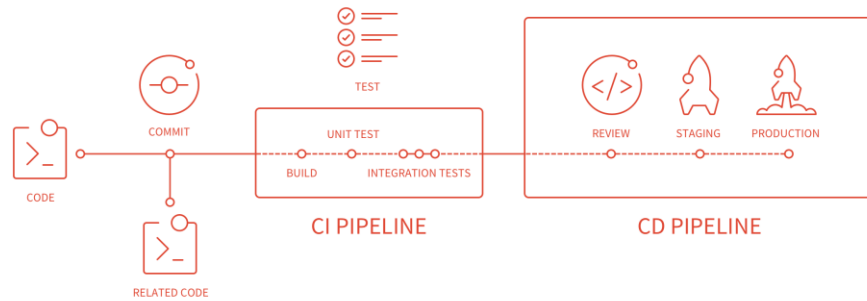 TEST
COMMIT
UNIT TEST
REVIEW
STAGING
PRODUCTION
BUILD
INTEGRATION TESTS
CODE
CI PIPELINE
CD PIPELINE
RELATED CODE